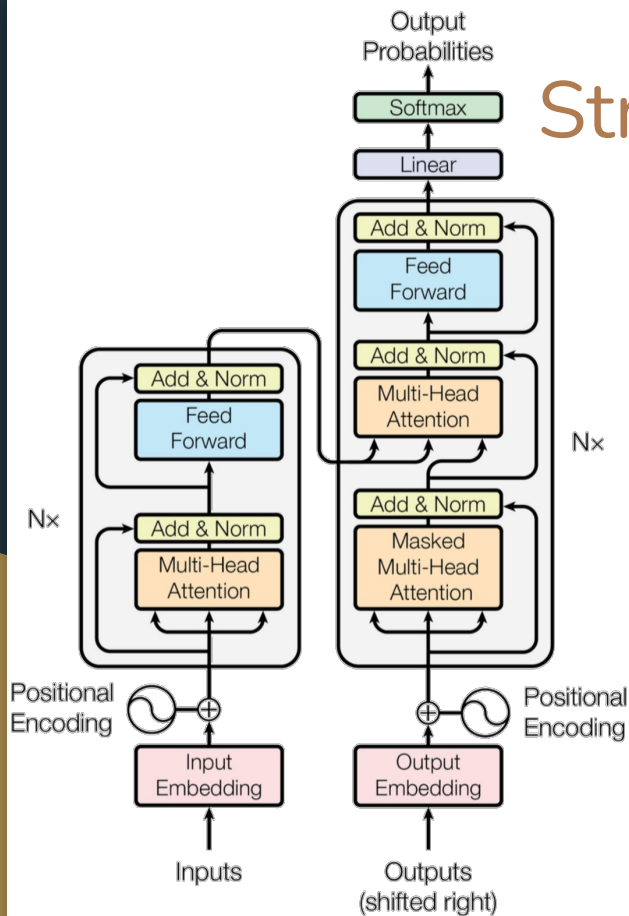 Output
Probabilities
Softmax
Str
Linear
Add & Norm
Feed
Forward
Add & Norm
Multi-Head
Attention
N×
Add & Norm
Masked
Multi-Head
Attention
Add & Norm
Feed
Forward
N×
Add & Norm
Multi-Head
Attention
Positional
Encoding
Positional
Encoding
Input
Embedding
Output
Embedding
Inputs
Outputs
(shifted right)